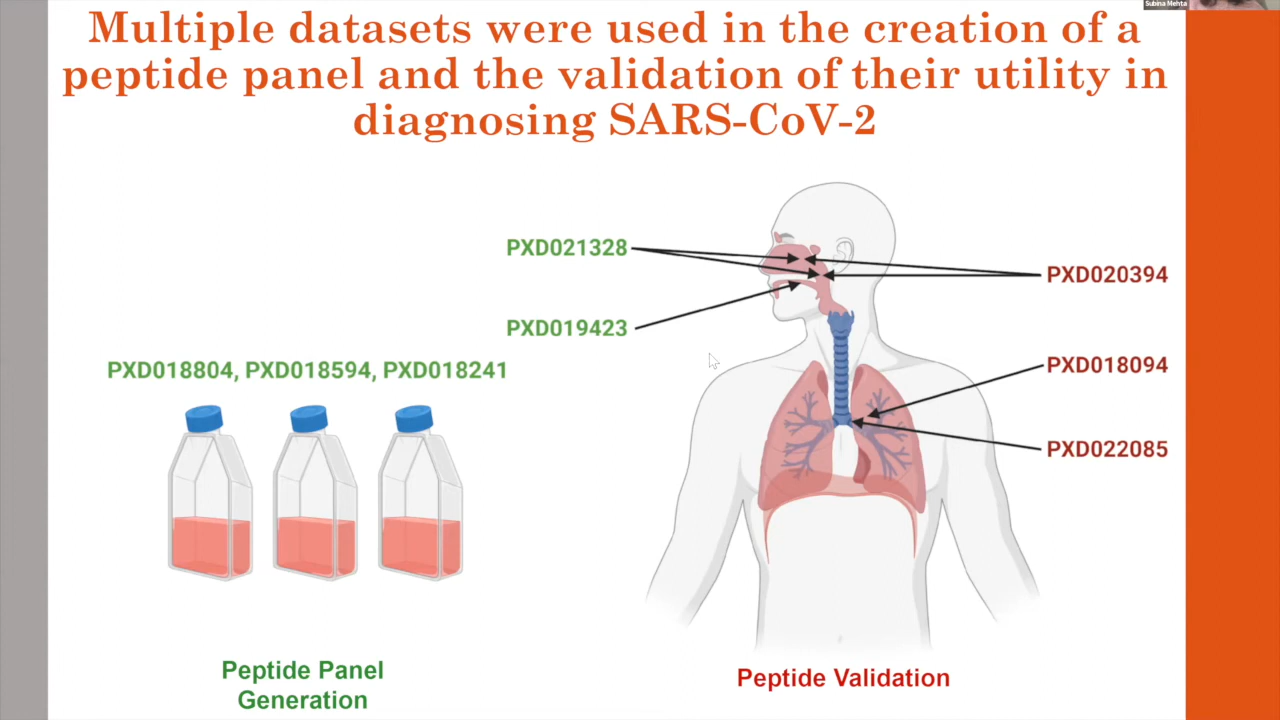 Subina Mehta
Multiple datasets were used in the creation of a
peptide panel and the validation of their utility in
diagnosing SARS-CoV-2
PXD021328
PXD020394
PXD019423
PXD018804, PXD018594, PXD018241
PXD018094
PXD022085
Peptide Panel
Generation
Peptide Validation